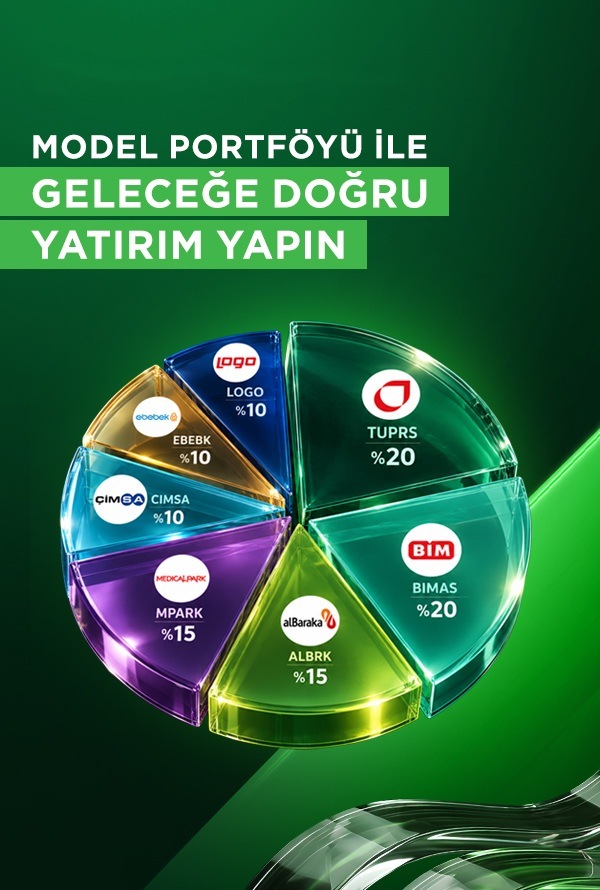 MODEL PORTFÖYÜ İLE
GELECEĞE DOĞRU
YATIRIM YAPIN
LOGO
LOGO
%10
TUPRS
%20
ebebek
EBEBK
%10
ÇİMSA
CIMSA
%10
BİM
BIMAS
%20
MEDICALPARK
MPARK
%15
alBaraka
ALBRK
%15